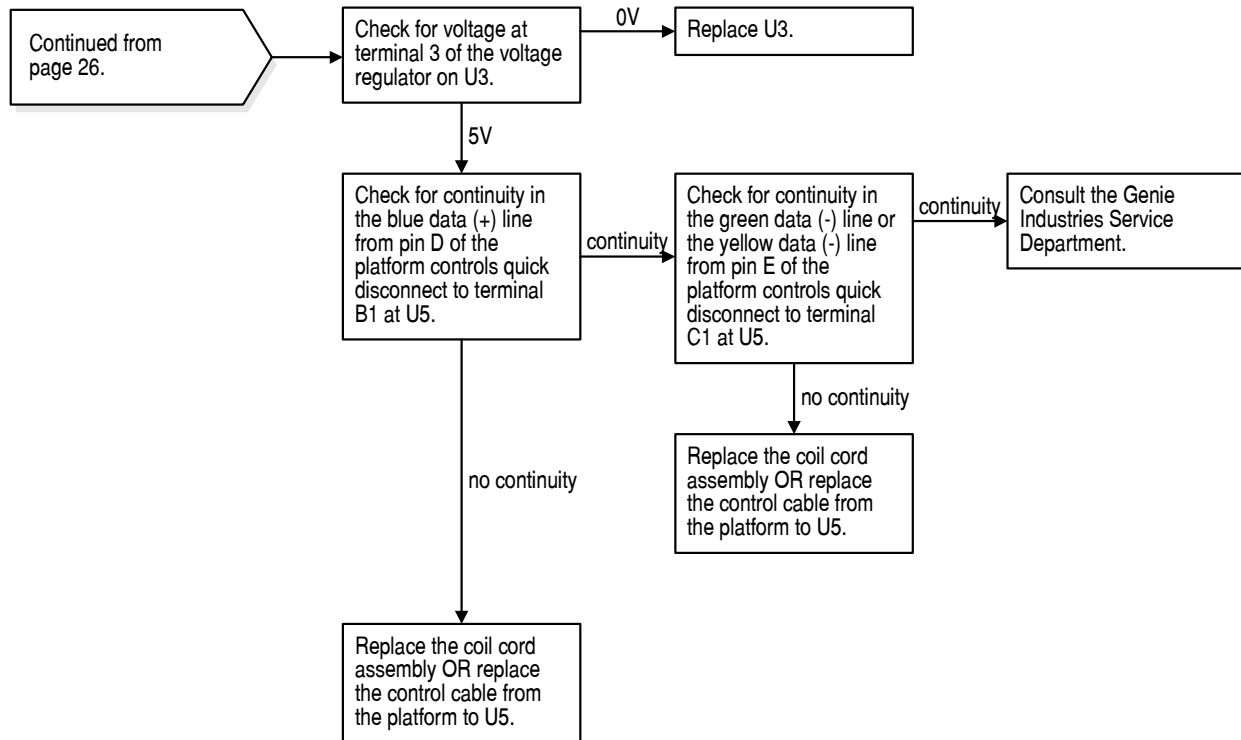 Continued from
page 26.
Check for voltage at
terminal 3 of the voltage
regulator on U3.
0V
Replace U3.
5V
Check for continuity in
the blue data (+) line
from pin D of the
platform controls quick
disconnect to terminal
B1 at U5.
continuity
Check for continuity in
the green data (-) line or
the yellow data (-) line
from pin E of the
platform controls quick
disconnect to terminal
C1 at U5.
continuity
Consult the Genie
Industries Service
Department.
no continuity
Replace the coil cord
assembly OR replace
the control cable from
the platform to U5.
no continuity
Replace the coil cord
assembly OR replace
the control cable from
the platform to U5.